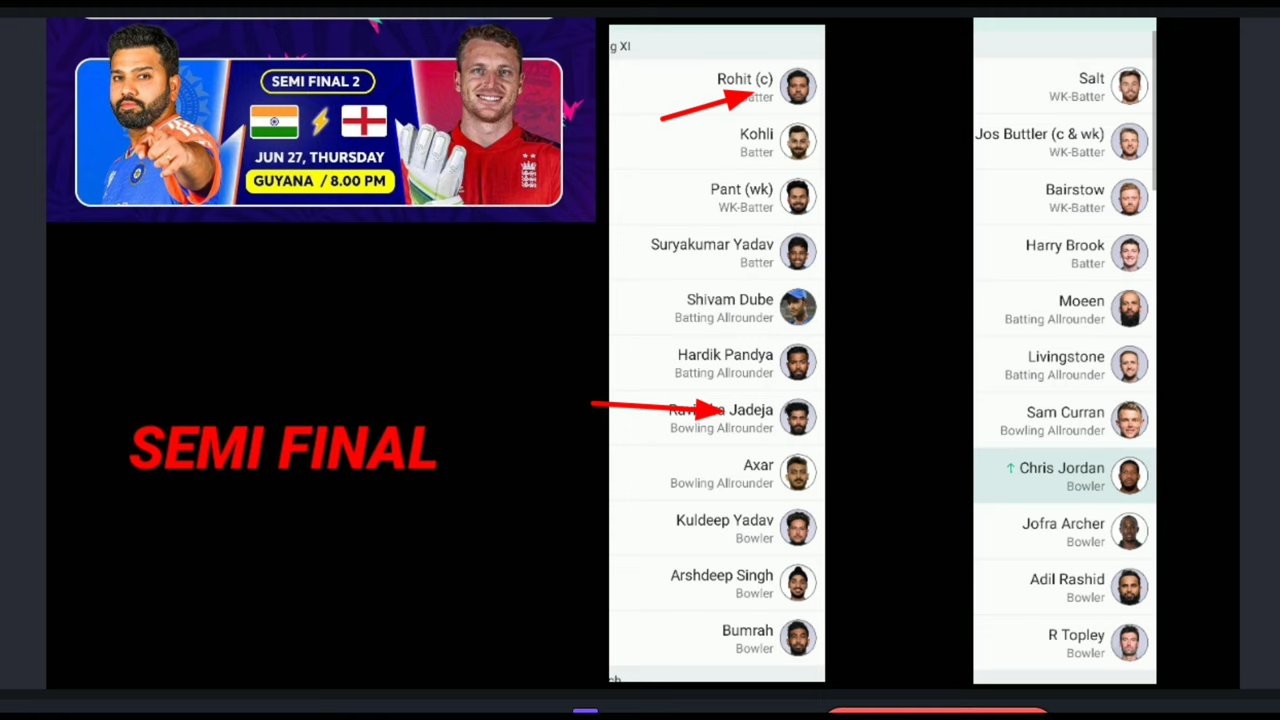 SEMI FINAL 2
JUN 27, THURSDAY
GUYANA / 8.00 PM
SEMI FINAL
g XI
Rohit (c)
Batter
Kohli
Batter
Pant (wk)
WK-Batter
Suryakumar Yadav
Batter
Shivam Dube
Batting Allrounder
Hardik Pandya
Batting Allrounder
Ravindra Jadeja
Bowling Allrounder
Axar
Bowling Allrounder
Kuldeep Yadav
Bowler
Arshdeep Singh
Bowler
Bumrah
Bowler
Salt
WK-Batter
Jos Buttler (c & wk)
WK-Batter
Bairstow
WK-Batter
Harry Brook
Batter
Moeen
Batting Allrounder
Livingstone
Batting Allrounder
Sam Curran
Bowling Allrounder
↑ Chris Jordan
Bowler
Jofra Archer
Bowler
Adil Rashid
Bowler
R Topley
Bowler